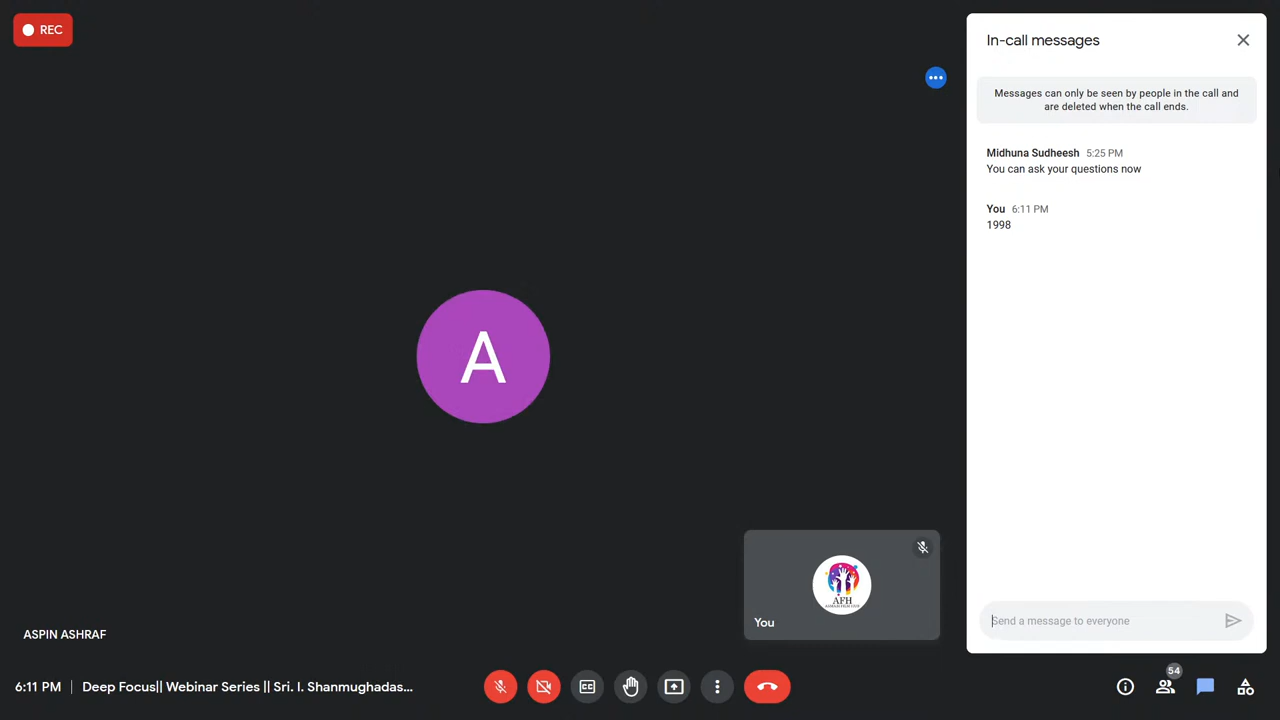 REC
In-call messages
Messages can only be seen by people in the call and
are deleted when the call ends.
Midhuna Sudheesh 5:25 PM
You can ask your questions now
You 6:11 PM
1998
A
AFH
You
Send a message to everyone
ASPIN ASHRAF
6:11 PM | Deep Focus|| Webinar Series || Sri. I. Shanmughadas...
CC
54